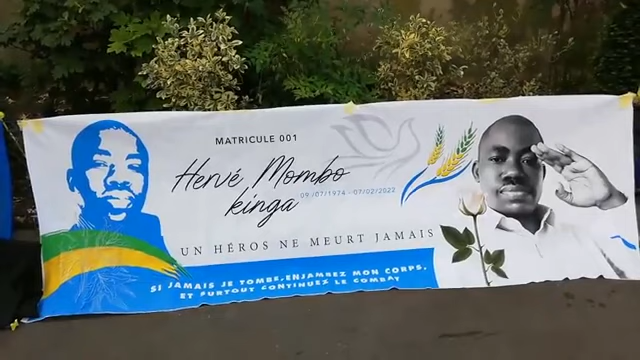 MATRICULE 001
Hervé Mombo
09/07/1974 - 07/02/2022
kinga
UN HÉROS NE MEURT JAMAIS
SI JAMAIS JE TOMBE, ENJAMBEZ MON CORPS,
ET SURTOUT CONTINUEZ LE COMBAT